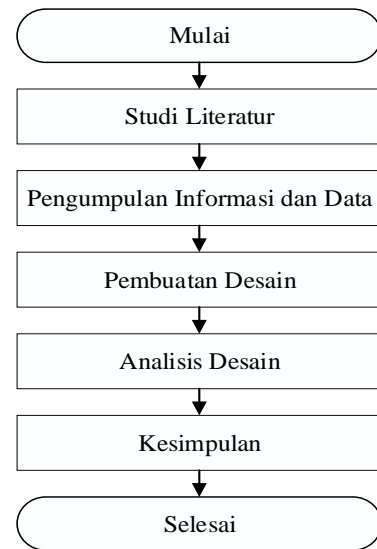 Mulai
Studi Literatur
Pengumpulan Informasi dan Data
Pembuatan Desain
Analisis Desain
Kesimpulan
Selesai